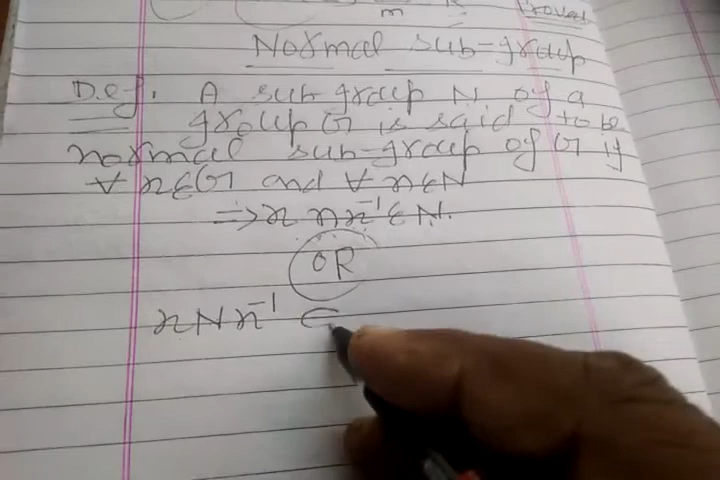 m
Proved
Normal sub-group
Def. A sub group N of a
group G is said to be
normal sub-group of G if
∀ x∈G and ∀ n∈N
⇒ x n x⁻¹ ∈ N.
OR
x N x⁻¹ ⊂